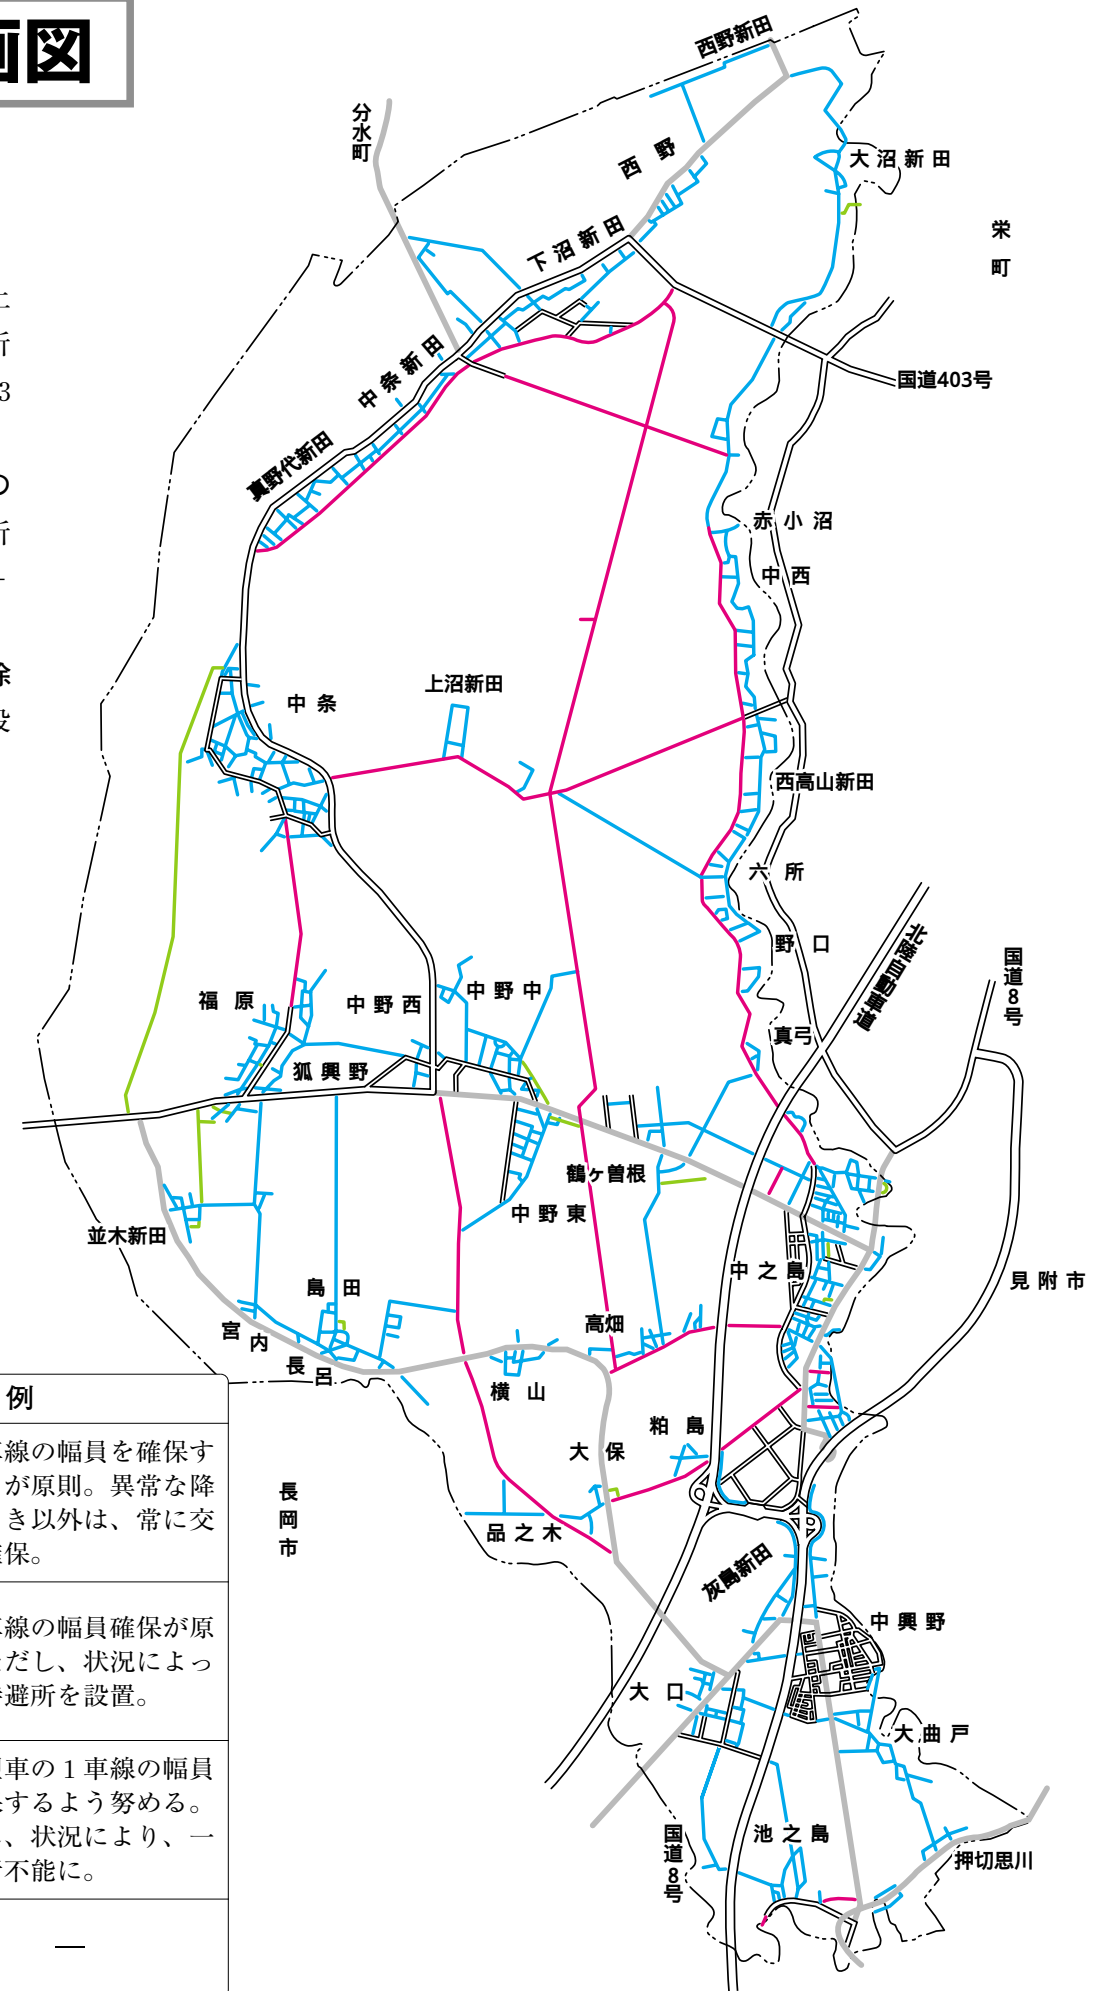 画図
西野新田
分水町
西野
大沼新田
栄町
下沼新田
中条新田
国道403号
真野代新田
赤小沼
中西
上沼新田
中条
西高山新田
六所
野口
北陸自動車道
国道8号
福原
中野西
中野中
真弓
狐興野
鶴ヶ曽根
中野東
並木新田
中之島
見附市
島田
高畑
宮内
長呂
横山
粕島
大保
長岡市
品之木
灰島新田
中興野
大口
大曲戸
池之島
国道8号
押切思川
所
3
の
所
除
例
車線の幅員を確保す
が原則。異常な降
き以外は、常に交
確保。
車線の幅員確保が原
ただし、状況によっ
待避所を設置。
車の1車線の幅員
するよう努める。
、状況により、一
不能に。
―